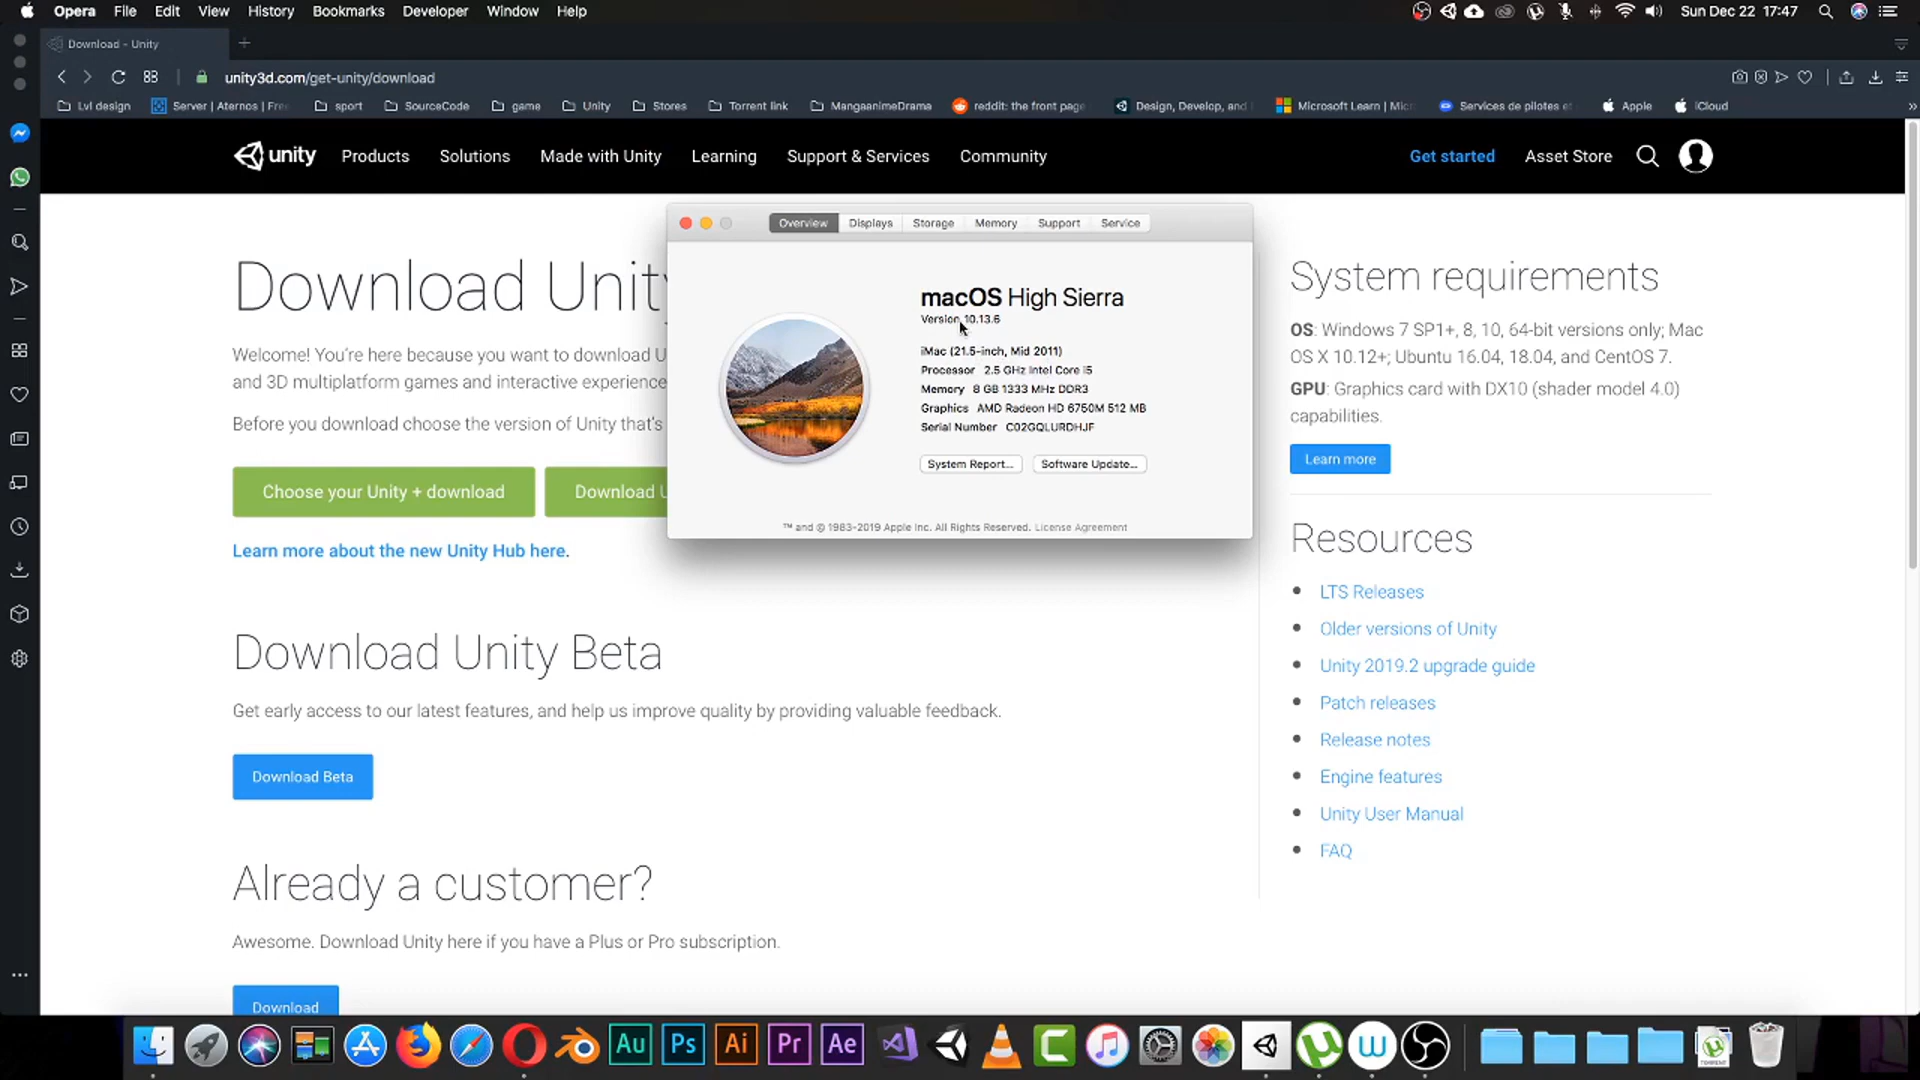 Opera File Edit View History Bookmarks Developer Window Help
Sun Dec 22 17:47
Download - Unity
unity3d.com/get-unity/download
Lvl design Server | Aternos | Fre sport SourceCode game Unity Stores Torrent link MangaanimeDrama reddit: the front page Design, Develop, and Microsoft Learn | Mic Services de pilotes et Apple iCloud
unity Products Solutions Made with Unity Learning Support & Services Community Get started Asset Store
Overview Displays Storage Memory Support Service
macOS High Sierra
Version 10.13.6
iMac (21.5-inch, Mid 2011)
Processor 2.5 GHz Intel Core i5
Memory 8 GB 1333 MHz DDR3
Graphics AMD Radeon HD 6750M 512 MB
Serial Number C02GQLURDHJF
System Report... Software Update...
™ and © 1983-2019 Apple Inc. All Rights Reserved. License Agreement
Download Unity
Welcome! You're here because you want to download U
and 3D multiplatform games and interactive experience
Before you download choose the version of Unity that's
Choose your Unity + download
Download U
Learn more about the new Unity Hub here.
Download Unity Beta
Get early access to our latest features, and help us improve quality by providing valuable feedback.
Download Beta
Already a customer?
Awesome. Download Unity here if you have a Plus or Pro subscription.
Download
System requirements
OS: Windows 7 SP1+, 8, 10, 64-bit versions only; Mac
OS X 10.12+; Ubuntu 16.04, 18.04, and CentOS 7.
GPU: Graphics card with DX10 (shader model 4.0)
capabilities.
Learn more
Resources
LTS Releases
Older versions of Unity
Unity 2019.2 upgrade guide
Patch releases
Release notes
Engine features
Unity User Manual
FAQ
Au Ps Ai Pr Ae